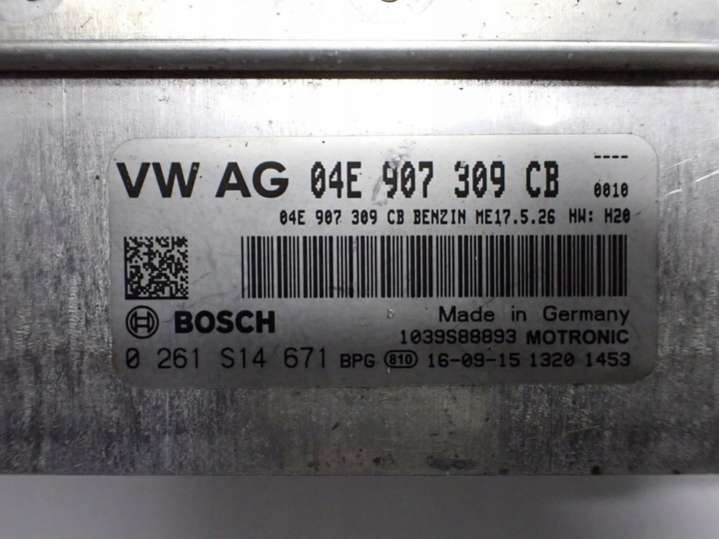 VW AG 04E 907 309 CB ---- 0010
04E 907 309 CB BENZIN ME17.5.26 HW: H20
BOSCH Made in Germany
1039S88893 MOTRONIC
0 261 S14 671 BPG 810 16-09-15 1320 1453